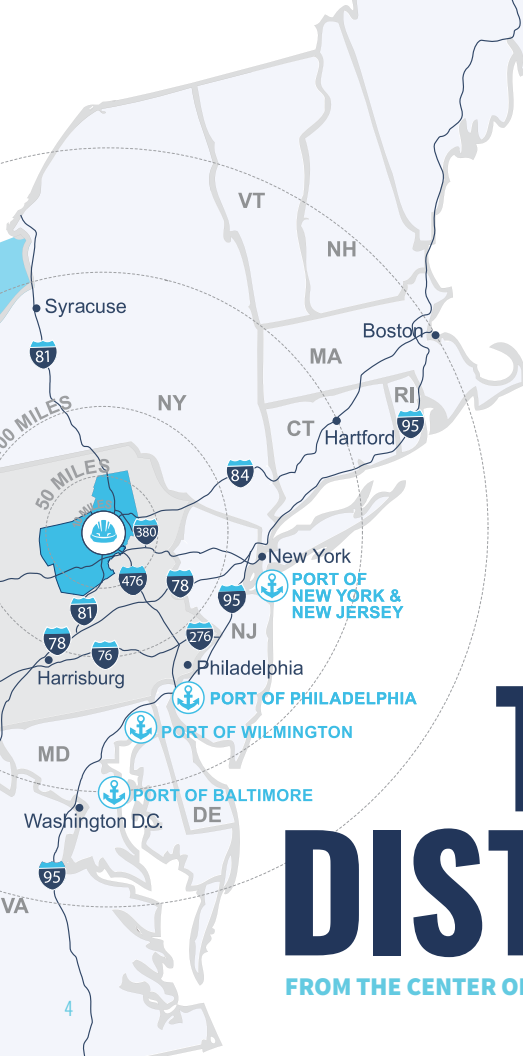 VT
NH
Syracuse
Boston
81
MA
NY
RI
00 MILES
CT
95
Hartford
50 MILES
84
380
New York
476
78
PORT OF
NEW YORK &
NEW JERSEY
95
81
276
NJ
78
76
Philadelphia
Harrisburg
PORT OF PHILADELPHIA
PORT OF WILMINGTON
MD
PORT OF BALTIMORE
DE
Washington D.C.
95
VA
DIST
FROM THE CENTER O
4